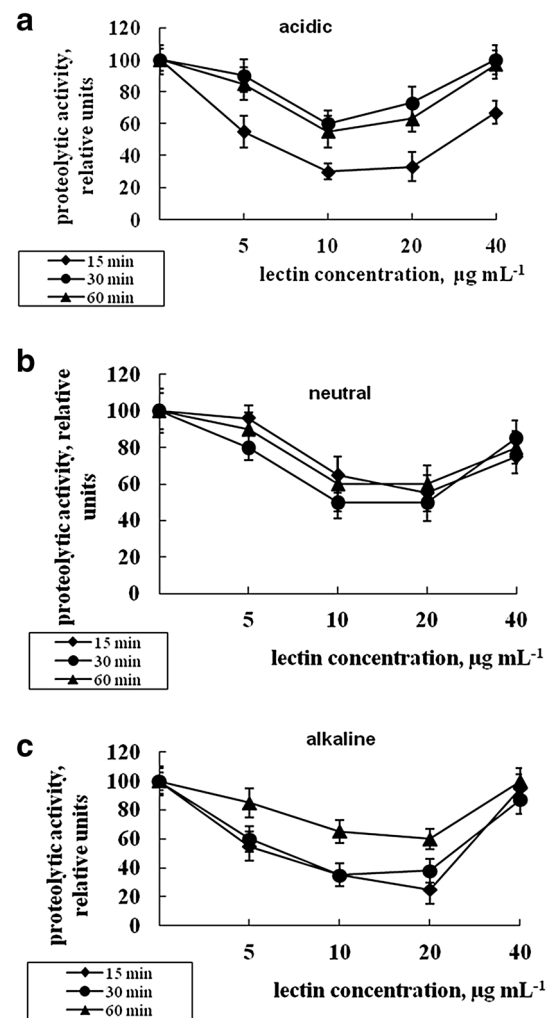 a
acidic
proteolytic activity,
relative units
120
100
80
60
40
20
0
5 10 20 40
lectin concentration, µg mL-1
15 min
30 min
60 min
b
neutral
proteolytic activity, relative
units
120
100
80
60
40
20
0
5 10 20 40
lectin concentration, µg mL-1
15 min
30 min
60 min
c
alkaline
proteolytic activity,
relative units
120
100
80
60
40
20
0
5 10 20 40
lectin concentration, µg mL-1
15 min
30 min
60 min